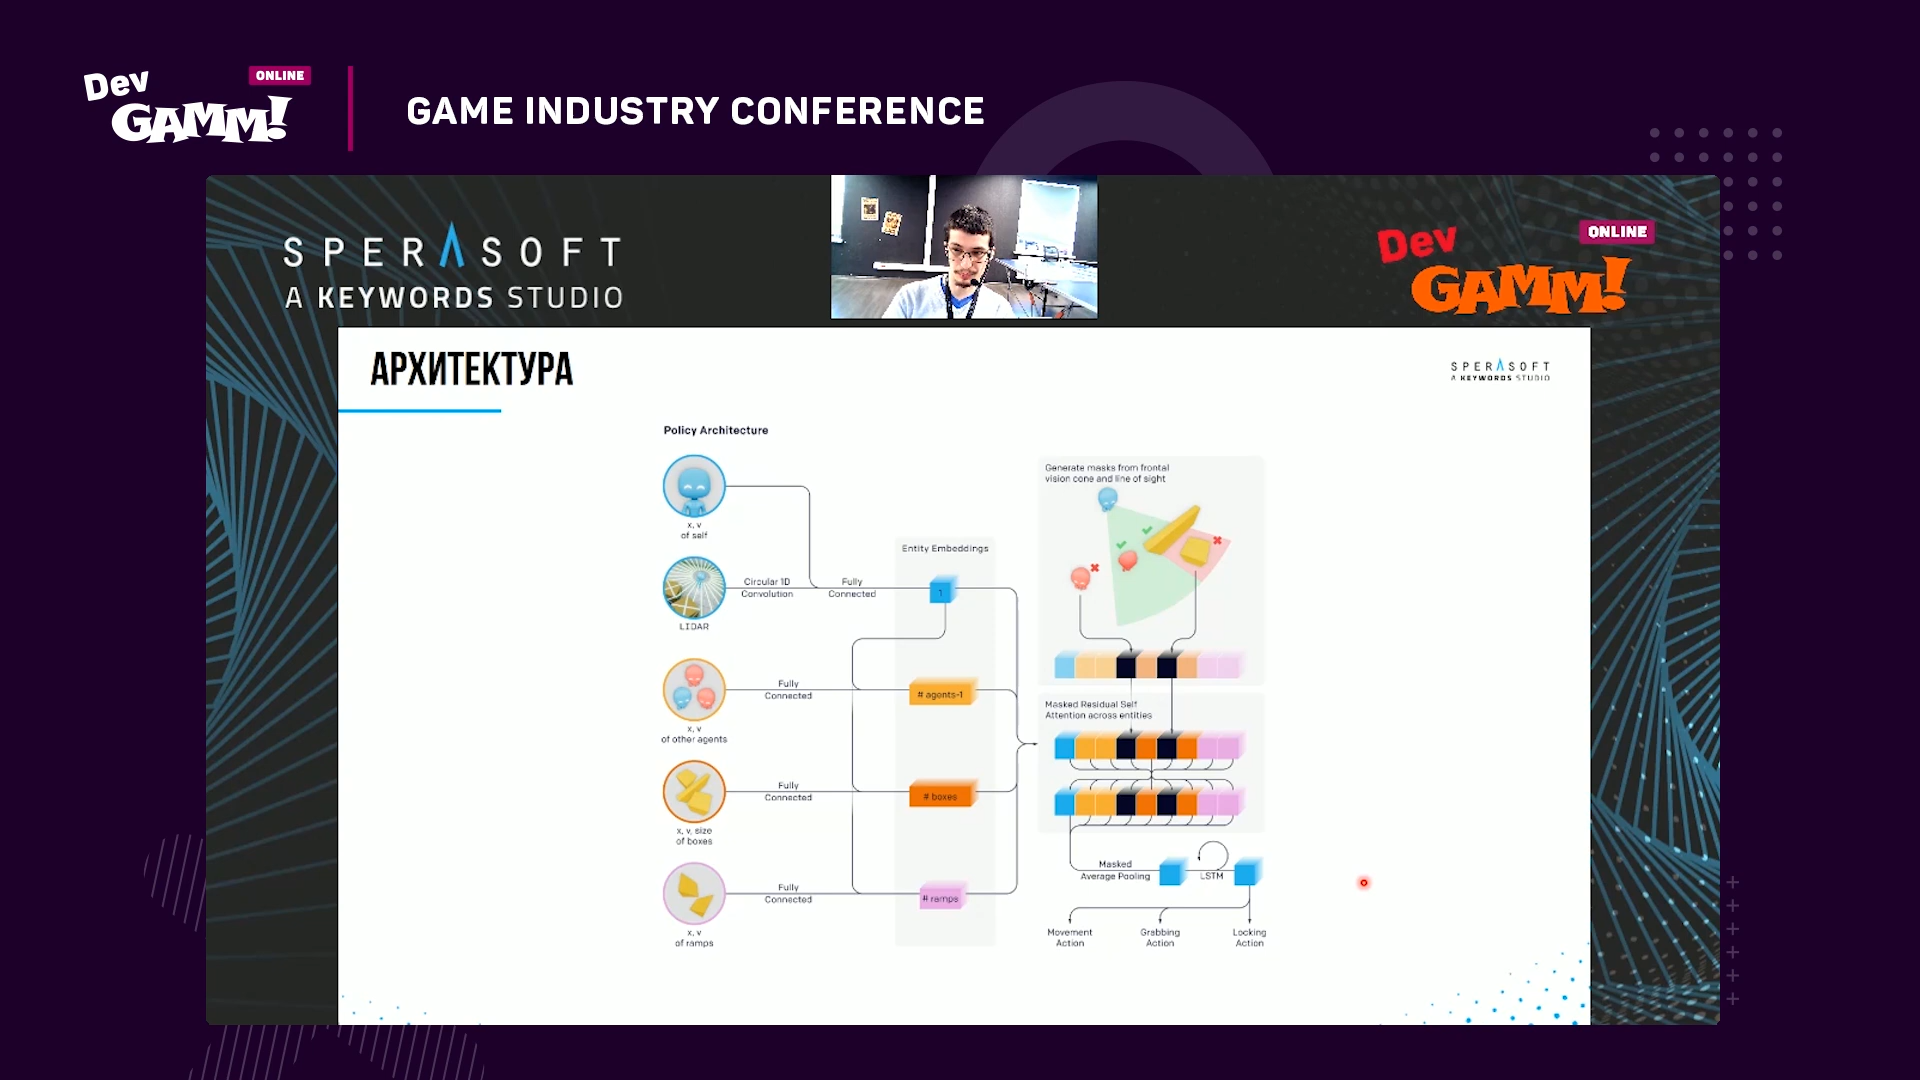 Dev
GAMM!
ONLINE
GAME INDUSTRY CONFERENCE
SPERASOFT
A KEYWORDS STUDIO
Dev
GAMM!
ONLINE
АРХИТЕКТУРА
SPERASOFT
A KEYWORDS STUDIO
Policy Architecture
x, v
of self
LIDAR
Circular 1D
Convolution
Fully
Connected
x, v
of other agents
Fully
Connected
x, v, size
of boxes
Fully
Connected
x, v
of ramps
Fully
Connected
Entity Embeddings
1
# agents-1
# boxes
# ramps
Generate masks from frontal
vision cone and line of sight
Masked Residual Self
Attention across entities
Masked
Average Pooling
LSTM
Movement
Action
Grabbing
Action
Locking
Action